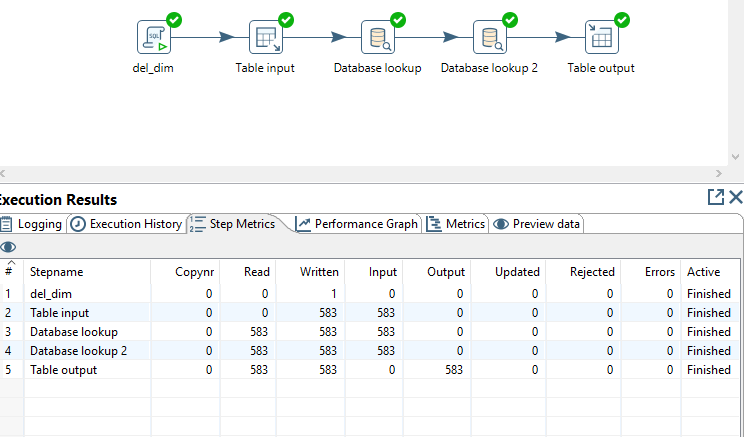 SQL
del_dim Table input Database lookup Database lookup 2 Table output
Execution Results
Logging Execution History Step Metrics Performance Graph Metrics Preview data
# Stepname Copynr Read Written Input Output Updated Rejected Errors Active
1 del_dim 0 0 1 0 0 0 0 0 Finished
2 Table input 0 0 583 583 0 0 0 0 Finished
3 Database lookup 0 583 583 583 0 0 0 0 Finished
4 Database lookup 2 0 583 583 583 0 0 0 0 Finished
5 Table output 0 583 583 0 583 0 0 0 Finished